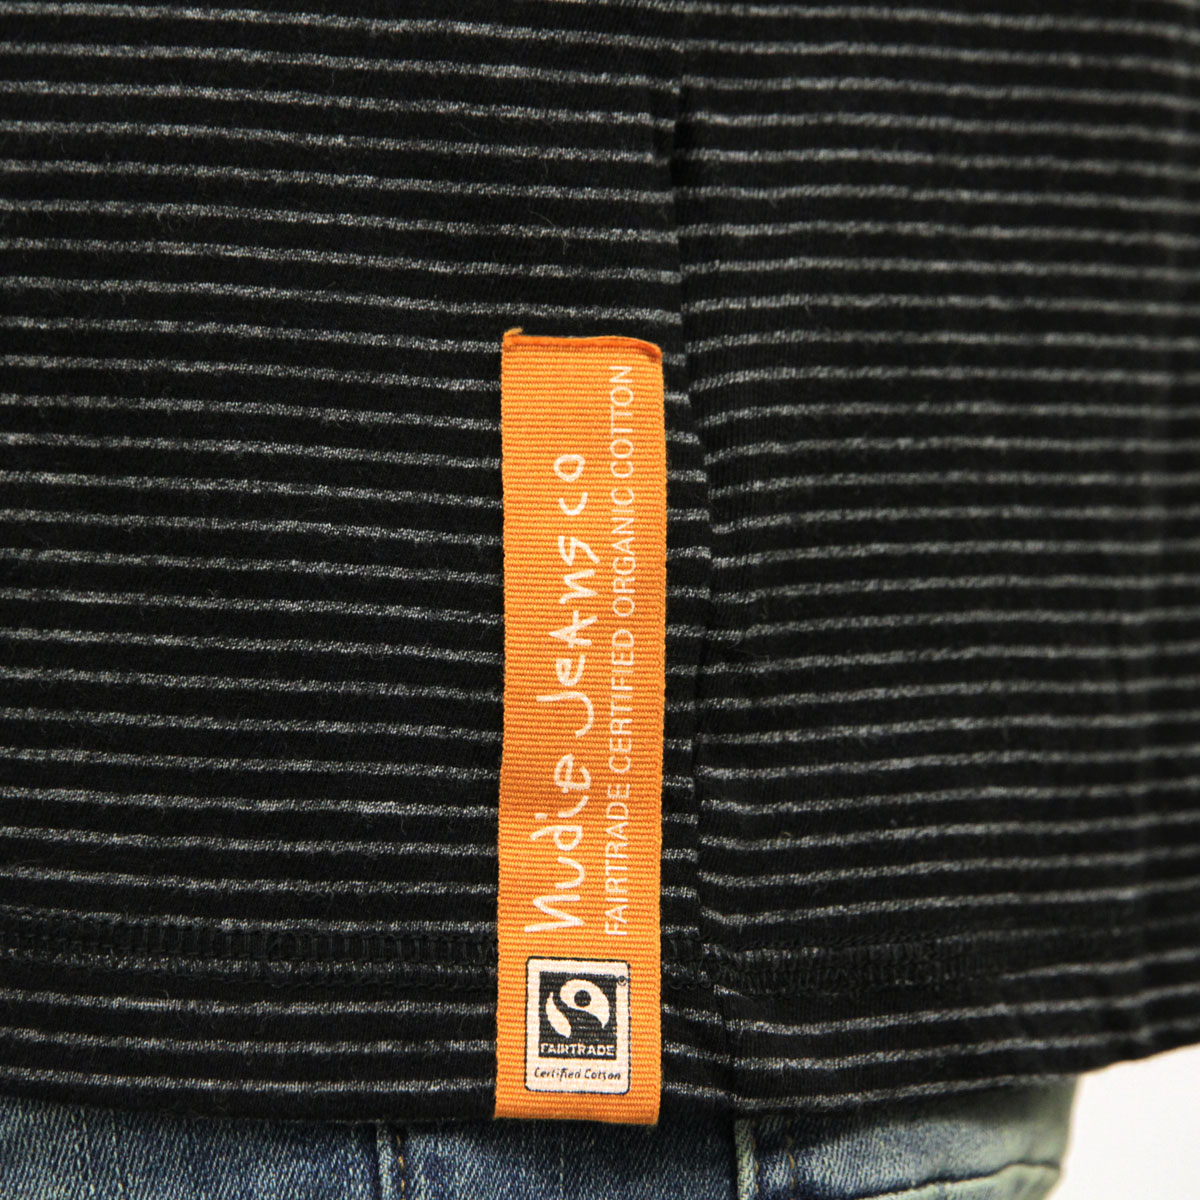 nudie jeans co
FAIRTRADE CERTIFIED ORGANIC COTTON
®
FAIRTRADE
Certified Cotton